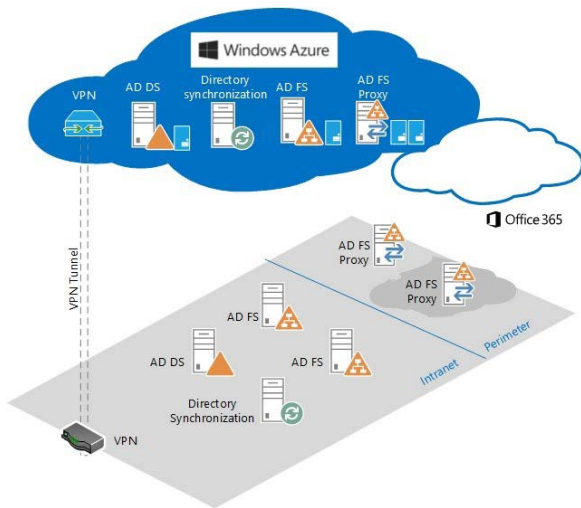 Windows Azure
VPN
AD DS
Directory
synchronization
AD FS
AD FS
Proxy
Office 365
VPN Tunnel
AD FS
Proxy
AD FS
Proxy
AD FS
AD DS
AD FS
Intranet
Perimeter
Directory
Synchronization
VPN